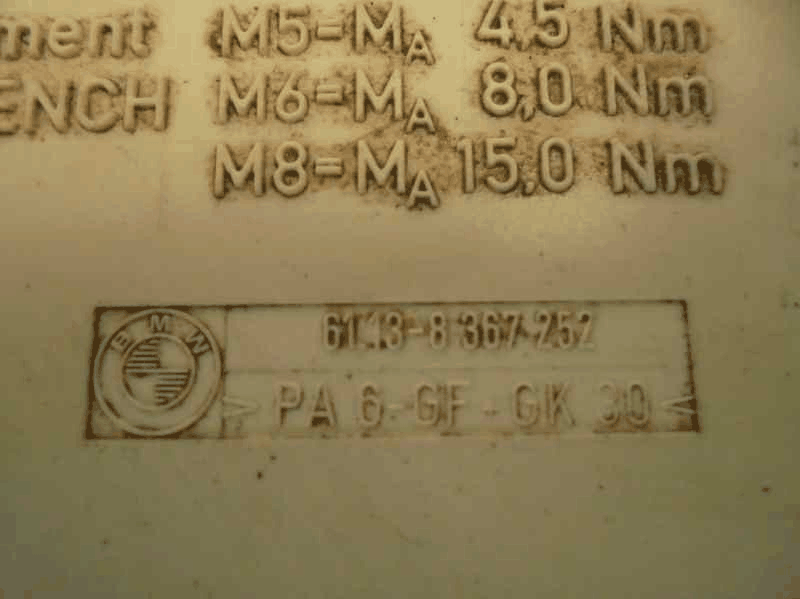 ment M5=MA 4,5 Nm
ENCH M6=MA 8,0 Nm
M8=MA 15,0 Nm
BMW
61.13-8 367 252
>PA 6-GF-GK 30<